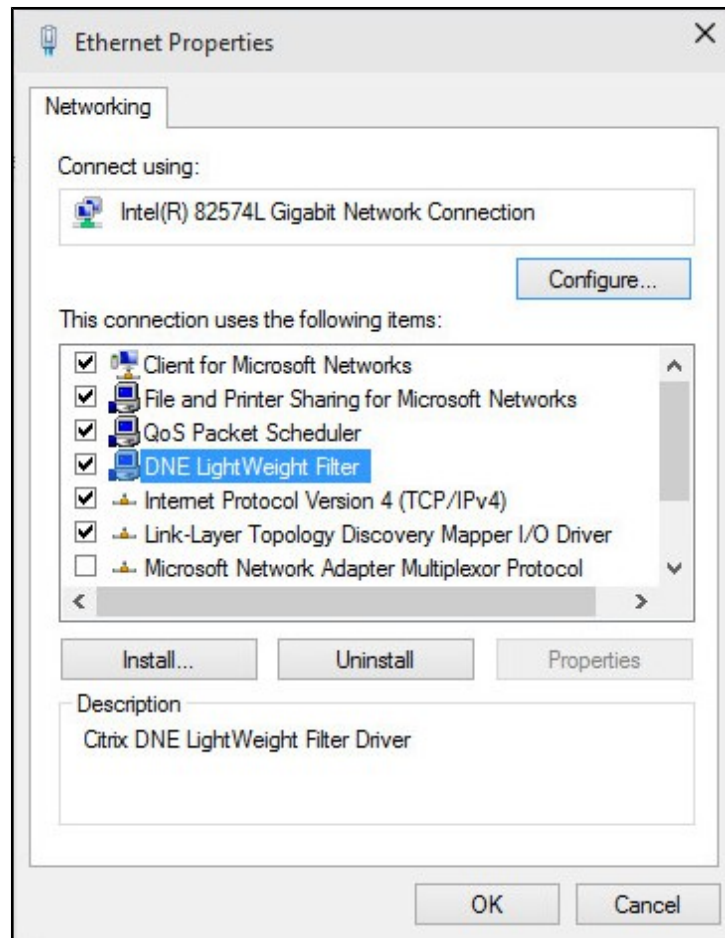 Ethernet Properties
Networking
Connect using:
Intel(R) 82574L Gigabit Network Connection
Configure...
This connection uses the following items:
Client for Microsoft Networks
File and Printer Sharing for Microsoft Networks
QoS Packet Scheduler
DNE LightWeight Filter
Internet Protocol Version 4 (TCP/IPv4)
Link-Layer Topology Discovery Mapper I/O Driver
Microsoft Network Adapter Multiplexor Protocol
Install... Uninstall Properties
Description
Citrix DNE LightWeight Filter Driver
OK Cancel